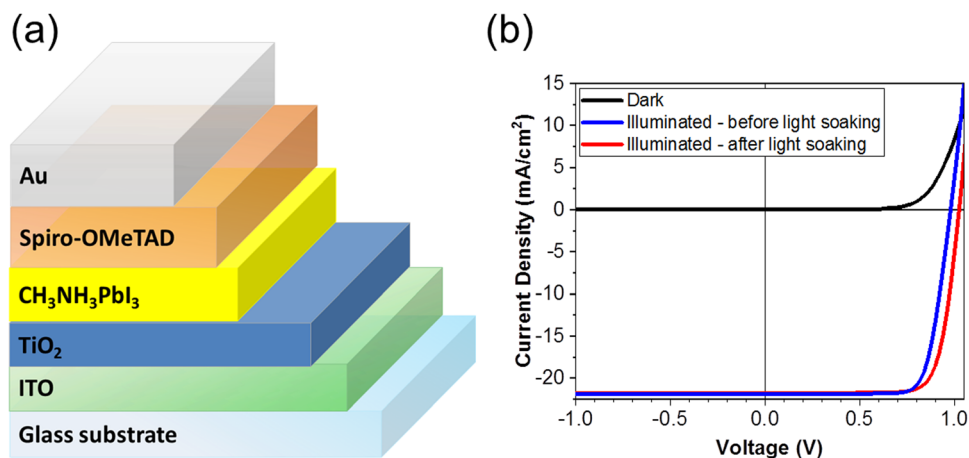 (a)
Au
Spiro-OMeTAD
CH₃NH₃PbI₃
TiO₂
ITO
Glass substrate
(b)
Dark
Illuminated - before light soaking
Illuminated - after light soaking
Current Density (mA/cm²)
15
10
5
0
-5
-10
-15
-20
-1.0
0.0
0.5
1.0
Voltage (V)